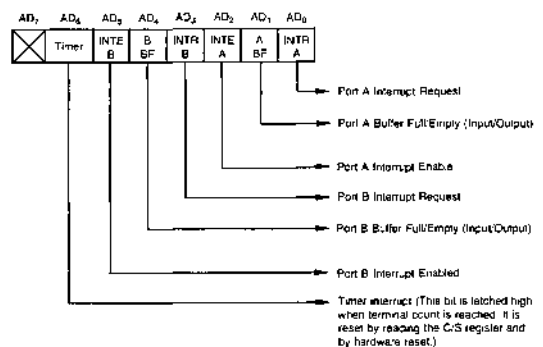 AD₇ AD₆ AD₅ AD₄ AD₃ AD₂ AD₁ AD₀
Timer INTE B B BF INTR B INTE A A BF INTR A
Port A Interrupt Request
Port A Buffer Full/Empty (Input/Output)
Port A Interrupt Enable
Port B Interrupt Request
Port B Buffer Full/Empty (Input/Output)
Port B Interrupt Enabled
Timer interrupt (This bit is latched high
when terminal count is reached. It is
reset by reading the C/S register and
by hardware reset.)